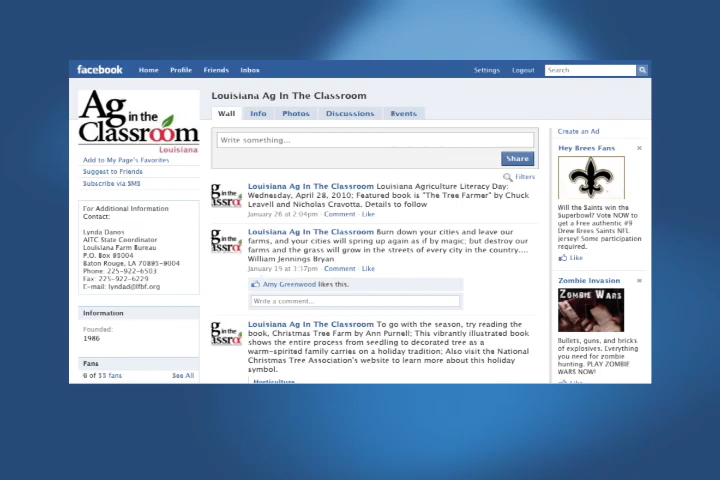 facebook Home Profile Friends Inbox Settings Logout Search
Ag
in the
Classroom
Louisiana
Add to My Page's Favorites
Suggest to Friends
Subscribe via SMS
For Additional Information
Contact:
Lynda Danos
AITC State Coordinator
Louisiana Farm Bureau
P.O. Box 95004
Baton Rouge, LA 70895-9004
Phone: 225-922-6503
Fax: 225-922-6229
E-mail: lyndad@lfbf.org
Information
Founded:
1986
Fans
6 of 55 fans See All
Louisiana Ag In The Classroom
Wall Info Photos Discussions Events
Write something...
Share
Filters
Louisiana Ag In The Classroom Louisiana Agriculture Literacy Day:
Wednesday, April 28, 2010; Featured book is "The Tree Farmer" by Chuck
Leavell and Nicholas Cravotta. Details to follow
January 26 at 2:04pm · Comment · Like
Louisiana Ag In The Classroom Burn down your cities and leave our
farms, and your cities will spring up again as if by magic; but destroy our
farms and the grass will grow in the streets of every city in the country....
William Jennings Bryan
January 19 at 3:37pm · Comment · Like
Amy Greenwood likes this.
Write a comment...
Louisiana Ag In The Classroom To go with the season, try reading the
book, Christmas Tree Farm by Ann Purnell; This vibrantly illustrated book
shows the entire process from seedling to decorated tree as a
warm-spirited family carries on a holiday tradition; Also visit the National
Christmas Tree Association's website to learn more about this holiday
symbol.
Horticulture
Create an Ad
Hey Brees Fans
Will the Saints win the
Superbowl? Vote NOW to
get a Free authentic #9
Drew Brees Saints NFL
Jersey! Some participation
required.
Like
Zombie Invasion
ZOMBIE WARS
Bullets, guns, and bricks
of explosives. Everything
you need for zombie
hunting. PLAY ZOMBIE
WARS NOW!
Like